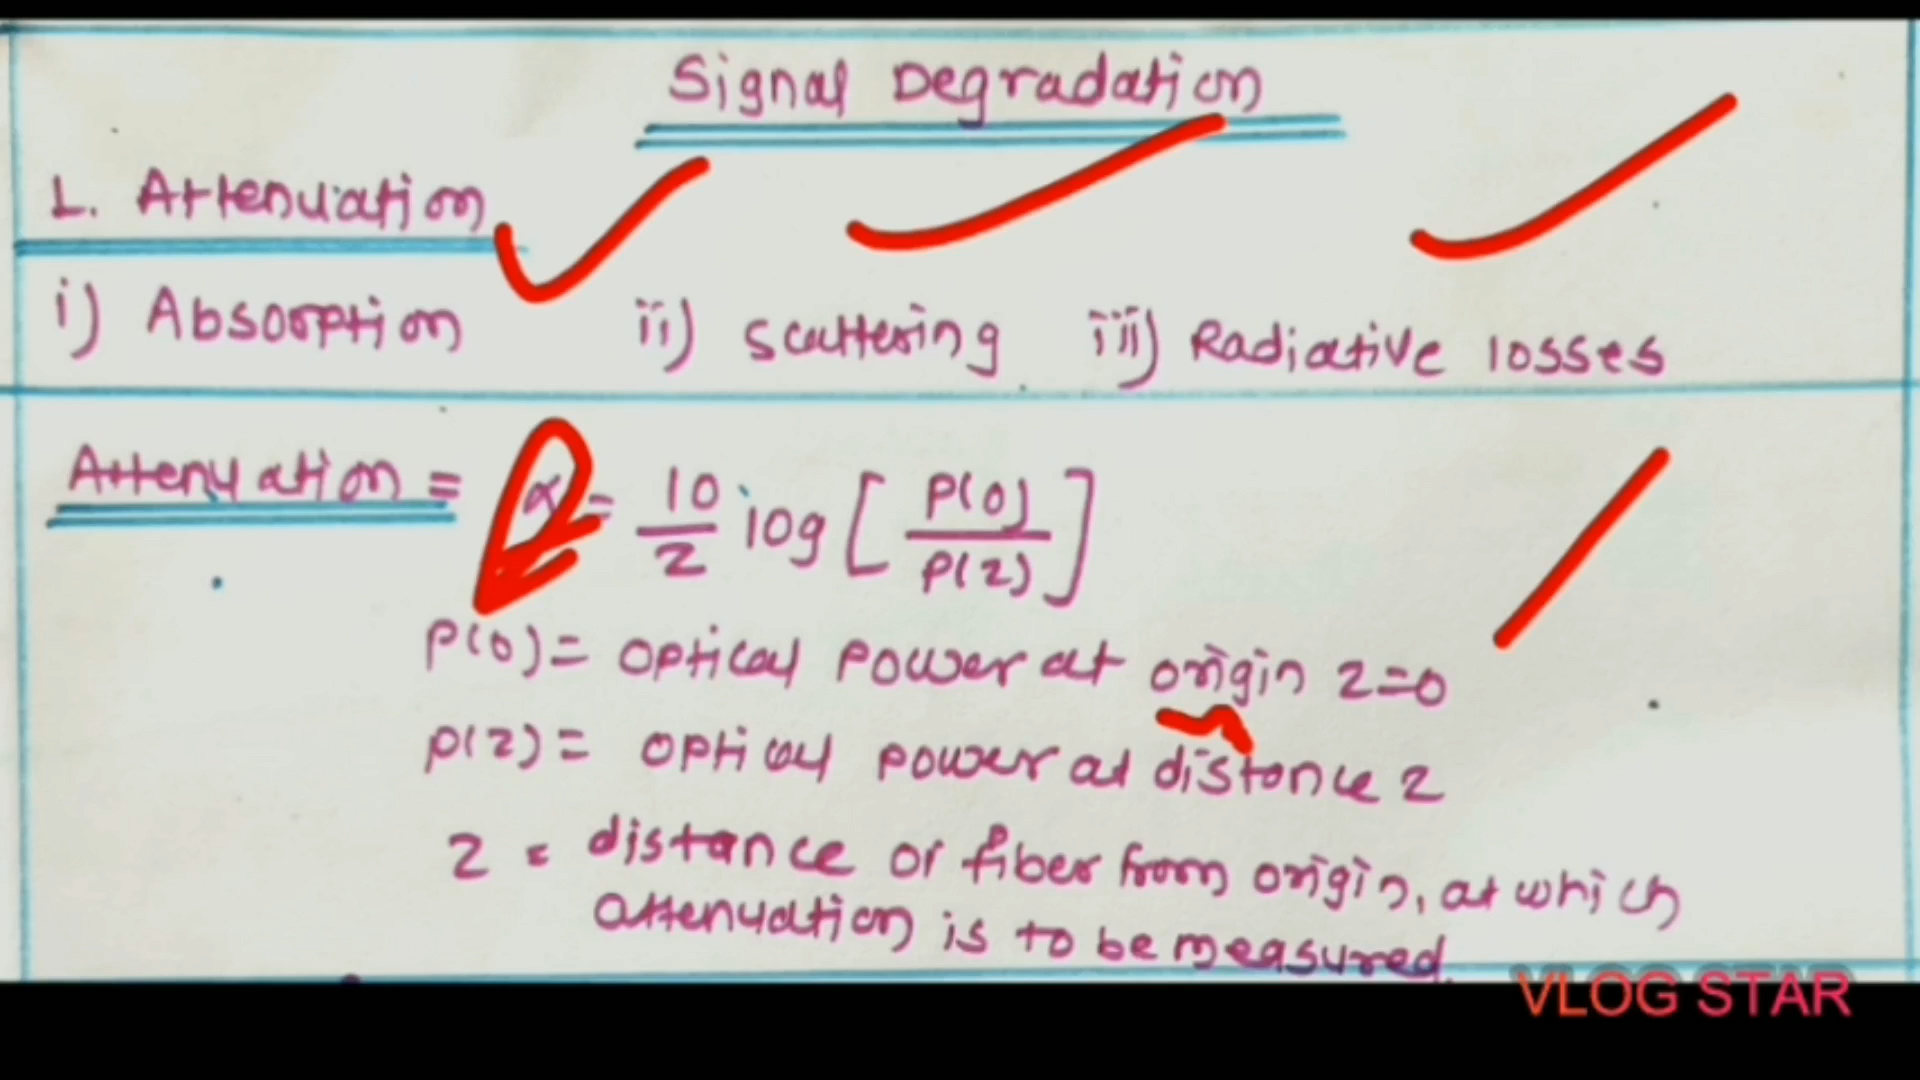 Signal Degradation
1. Attenuation
i) Absorption ii) Scattering iii) Radiative losses
Attenuation = α = 10/z log [P(0)/P(z)]
P(0) = optical power at origin z=0
P(z) = optical power at distance z
z = distance of fiber from origin, at which
attenuation is to be measured.
VLOG STAR